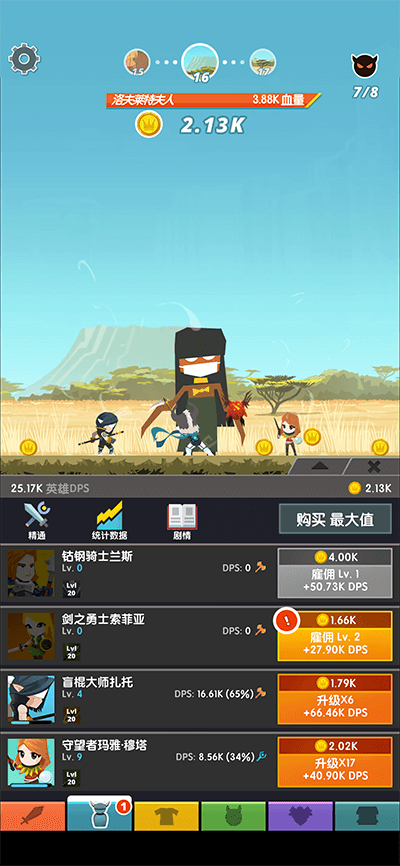 1.5
1.6
1.7
洛夫莱特夫人 3.88K 血量
7/8
2.13K
25.17K 英雄DPS 2.13K
精通 统计数据 剧情 购买 最大值
钴钢骑士兰斯
Lv. 0
Lvl 20
DPS: 0
4.00K
雇佣 Lv. 1
+50.73K DPS
剑之勇士索菲亚
Lv. 0
Lvl 20
DPS: 0
!
1.66K
雇佣 Lv. 2
+27.90K DPS
盲棍大师扎托
Lvl 20
DPS: 16.61K (65%)
1.79K
升级X6
+66.46K DPS
守望者玛雅·穆塔
Lv. 9
Lvl 20
DPS: 8.56K (34%)
2.02K
升级X17
+40.90K DPS
1